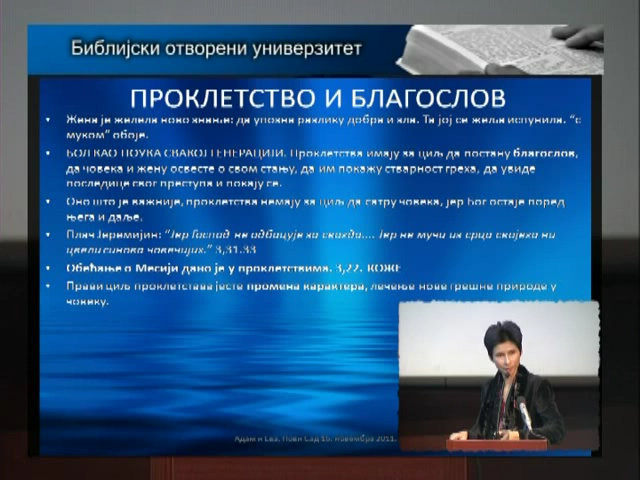 Библијски отворени универзитет
ПРОКЛЕТСТВО И БЛАГОСЛОВ
• Жена је желела ново знање: да упозна разлику добра и зла. Та јој се жеља испунила. “с
муком” обоје.
• БОЛ КАО ПОУКА СВАКОЈ ГЕНЕРАЦИЈИ. Проклетства имају за циљ да постану благослов,
да човека и жену освесте о свом стању, да им покажу стварност греха, да увиде
последице свог преступа и покају се.
• Оно што је важније, проклетства немају за циљ да сатру човека, јер Бог остаје поред
њега и даље.
• Плач Јеремијин: “Јер Господ не одбацује за свагда.... Јер не мучи из срца својега ни
цвели синова човечијих.” 3,31.33
• Обећање о Месији дано је у проклетствима. 3,22. КОЖЕ
• Прави циљ проклетстава јесте промена карактера, лечење нове грешне природе у
човику.
Адам и Ева, Нови Сад 16. новембра 2011.